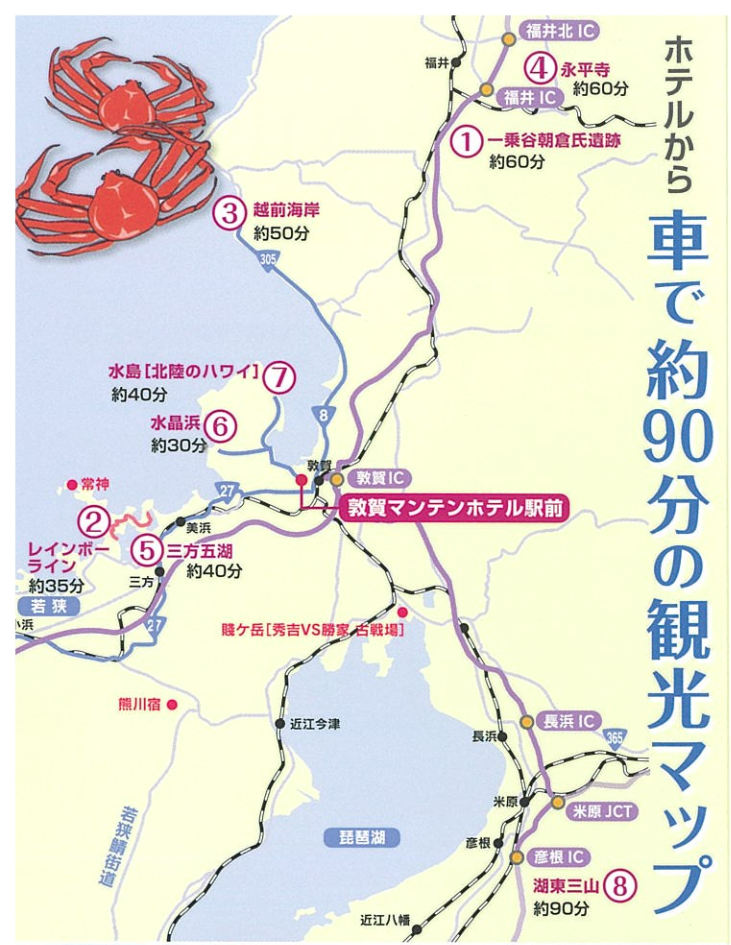 ホテルから
車で約90分の観光マップ
福井北IC
福井
④
永平寺
約60分
福井IC
①
一乗谷朝倉氏遺跡
約60分
③
越前海岸
約50分
305
水島[北陸のハワイ]
⑦
約40分
8
水晶浜
⑥
約30分
敦賀
敦賀IC
常神
27
敦賀マンテンホテル駅前
②
美浜
レインボー
ライン
約35分
⑤
三方五湖
約40分
三方
若狭
小浜
27
賤ケ岳[秀吉VS勝家 古戦場]
熊川宿
近江今津
長浜IC
長浜
365
米原
米原JCT
若狭鯖街道
琵琶湖
彦根
彦根IC
湖東三山
⑧
約90分
近江八幡